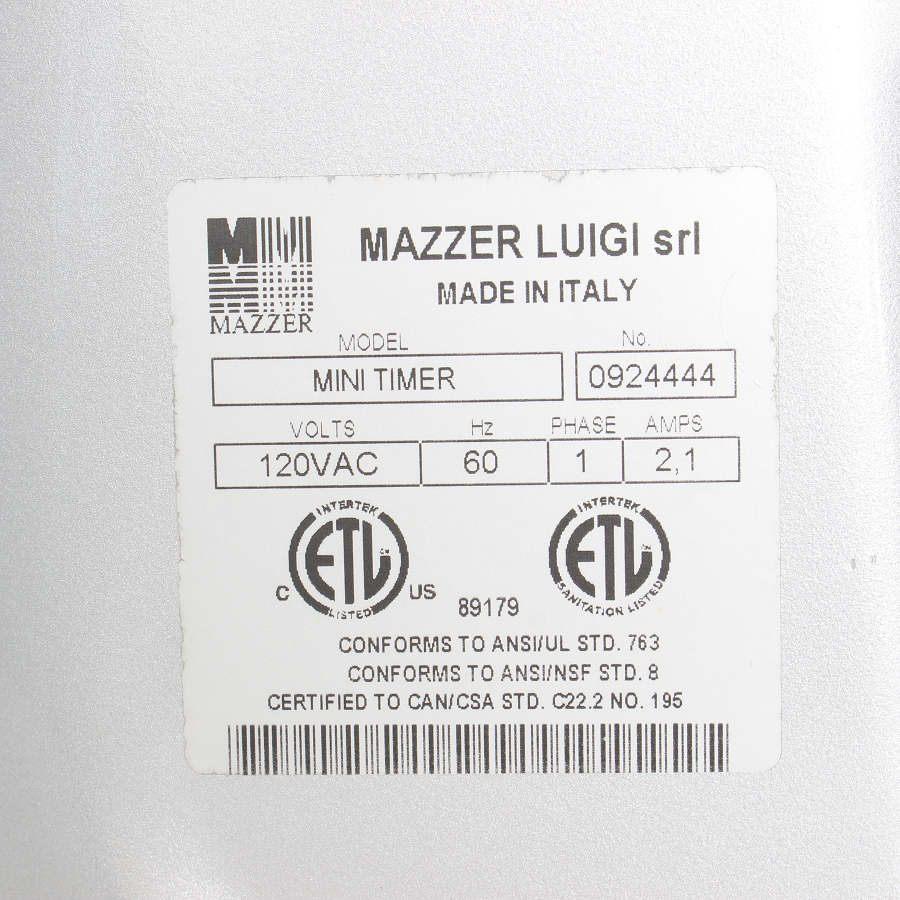 M M
MAZZER
MAZZER LUIGI srl
MADE IN ITALY
MODEL No.
MINI TIMER 0924444
VOLTS Hz PHASE AMPS
120VAC 60 1 2,1
INTERTEK
ETL CM
LISTED
C US
89179
INTERTEK
ETL CM
SANITATION LISTED
CONFORMS TO ANSI/UL STD. 763
CONFORMS TO ANSI/NSF STD. 8
CERTIFIED TO CAN/CSA STD. C22.2 NO. 195